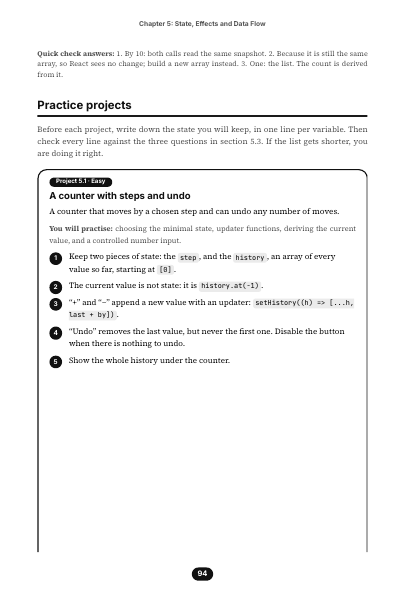 Chapter 5: State, Effects and Data Flow
Quick check answers: 1. By 10: both calls read the same snapshot. 2. Because it is still the same
array, so React sees no change; build a new array instead. 3. One: the list. The count is derived
from it.
Practice projects
Before each project, write down the state you will keep, in one line per variable. Then
check every line against the three questions in section 5.3. If the list gets shorter, you
are doing it right.
Project 5.1 · Easy
A counter with steps and undo
A counter that moves by a chosen step and can undo any number of moves.
You will practise: choosing the minimal state, updater functions, deriving the current
value, and a controlled number input.
1 Keep two pieces of state: the step, and the history, an array of every
value so far, starting at [0].
2 The current value is not state: it is history.at(-1).
3 “+” and “−” append a new value with an updater: setHistory((h) => [...h,
last + by]).
4 “Undo” removes the last value, but never the first one. Disable the button
when there is nothing to undo.
5 Show the whole history under the counter.
94